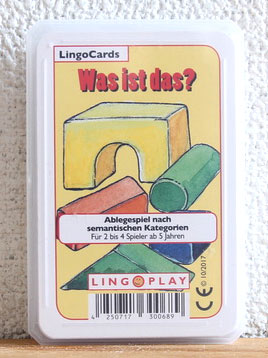 LingoCards
Was ist das?
Ablegespiel nach
semantischen Kategorien
Für 2 bis 4 Spieler ab 5 Jahren
LINGOPLAY
CE © 10/2017
4 250717 300689